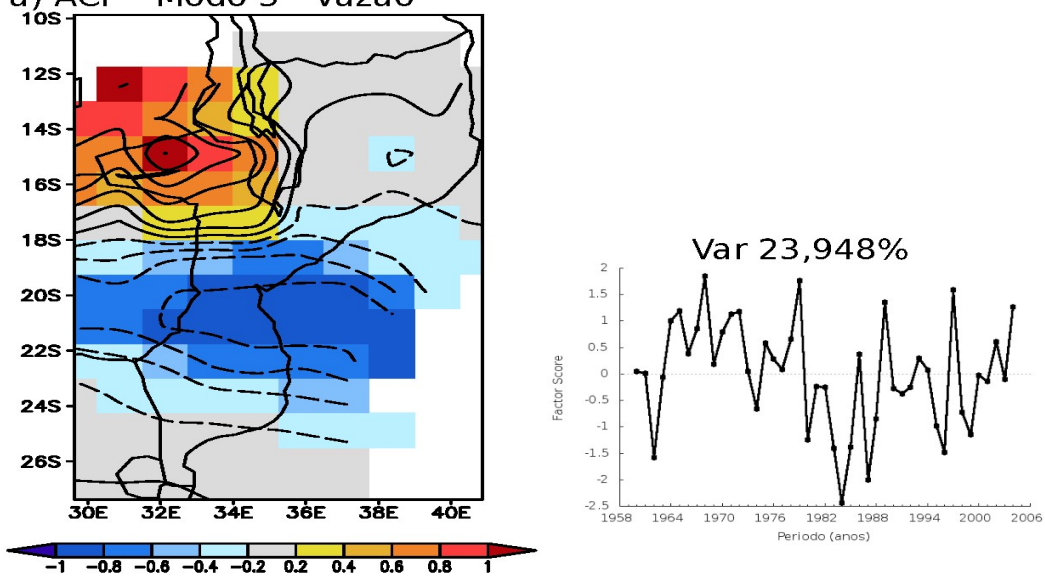 a) ACP - Modo 3 - Vazão
10S
12S
14S
16S
18S
20S
22S
24S
26S
30E 32E 34E 36E 38E 40E
-1 -0.8 -0.6 -0.4 -0.2 0.2 0.4 0.6 0.8 1
Var 23,948%
2
1.5
1
0.5
0
-0.5
-1
-1.5
-2
-2.5
Factor Score
1958 1964 1970 1976 1982 1988 1994 2000 2006
Periodo (anos)